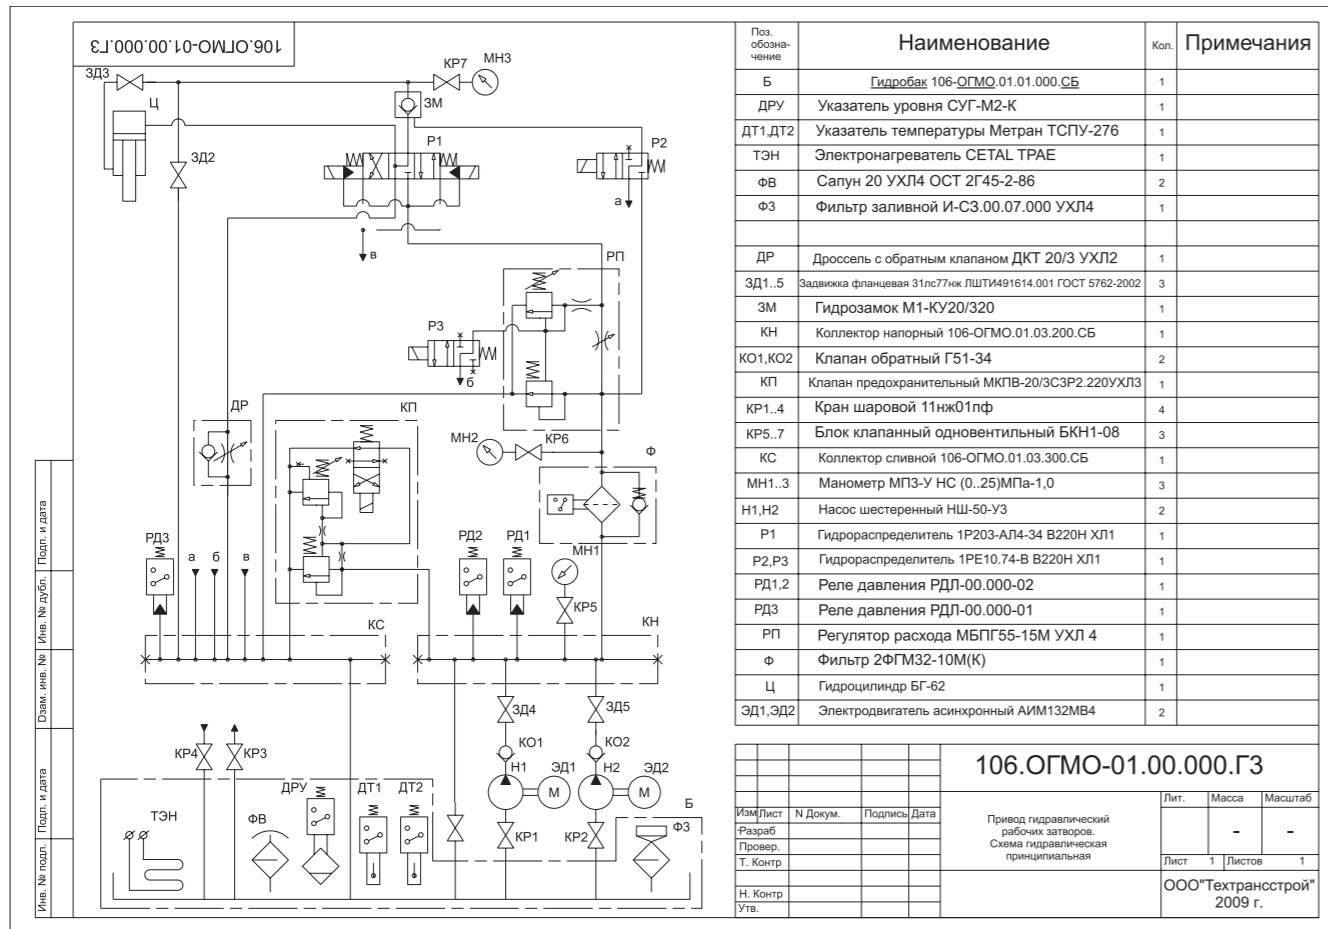 106.ОГМО-01.00.000.Г3
ЗД3
КР7
МН3
Ц
ЗМ
ЗД2
Р1
Р2
а
в
РП
Р3
б
ДР
КП
МН2
КР6
Ф
РД3
а
б
в
РД2
РД1
МН1
КР5
КС
КН
ЗД4
ЗД5
КО1
КО2
КР4
КР3
Н1
ЭД1
М
Н2
ЭД2
М
ТЭН
ФВ
ДРУ
ДТ1
ДТ2
КР1
КР2
Б
ФЗ
Подп. и дата
Инв. № дубл.
Dзам. инв. №
Подп. и дата
Инв. № подл.
Поз. обозна-чение Наименование Кол. Примечания
Б Гидробак 106-ОГМО.01.01.000.СБ 1
ДРУ Указатель уровня СУГ-М2-К 1
ДТ1,ДТ2 Указатель температуры Метран ТСПУ-276 1
ТЭН Электронагреватель CETAL TPAE 1
ФВ Сапун 20 УХЛ4 ОСТ 2Г45-2-86 2
ФЗ Фильтр заливной И-СЗ.00.07.000 УХЛ4 1
ДР Дроссель с обратным клапаном ДКТ 20/3 УХЛ2 1
ЗД1..5 Задвижка фланцевая 31лс77нж ЛШТИ491614.001 ГОСТ 5762-2002 3
ЗМ Гидрозамок М1-КУ20/320 1
КН Коллектор напорный 106-ОГМО.01.03.200.СБ 1
КО1,КО2 Клапан обратный Г51-34 2
КП Клапан предохранительный МКПВ-20/3С3Р2.220УХЛ3 1
КР1..4 Кран шаровой 11нж01пф 4
КР5..7 Блок клапанный одновентильный БКН1-08 3
КС Коллектор сливной 106-ОГМО.01.03.300.СБ 1
МН1..3 Манометр МП3-У НС (0..25)МПа-1,0 3
Н1,Н2 Насос шестеренный НШ-50-У3 2
Р1 Гидрораспределитель 1Р203-АЛ4-34 В220Н ХЛ1 1
Р2,Р3 Гидрораспределитель 1РЕ10.74-В В220Н ХЛ1 1
РД1,2 Реле давления РДЛ-00.000-02 1
РД3 Реле давления РДЛ-00.000-01 1
РП Регулятор расхода МБПГ55-15М УХЛ 4 1
Ф Фильтр 2ФГМ32-10М(К) 1
Ц Гидроцилиндр БГ-62 1
ЭД1,ЭД2 Электродвигатель асинхронный АИМ132МВ4 2
106.ОГМО-01.00.000.Г3
Изм Лист N Докум. Подпись Дата
Разраб
Провер.
Т. Контр
Н. Контр
Утв.
Привод гидравлический
рабочих затворов.
Схема гидравлическая
принципиальная
Лит. Масса Масштаб
- -
Лист 1 Листов 1
ООО"Техтрансстрой"
2009 г.